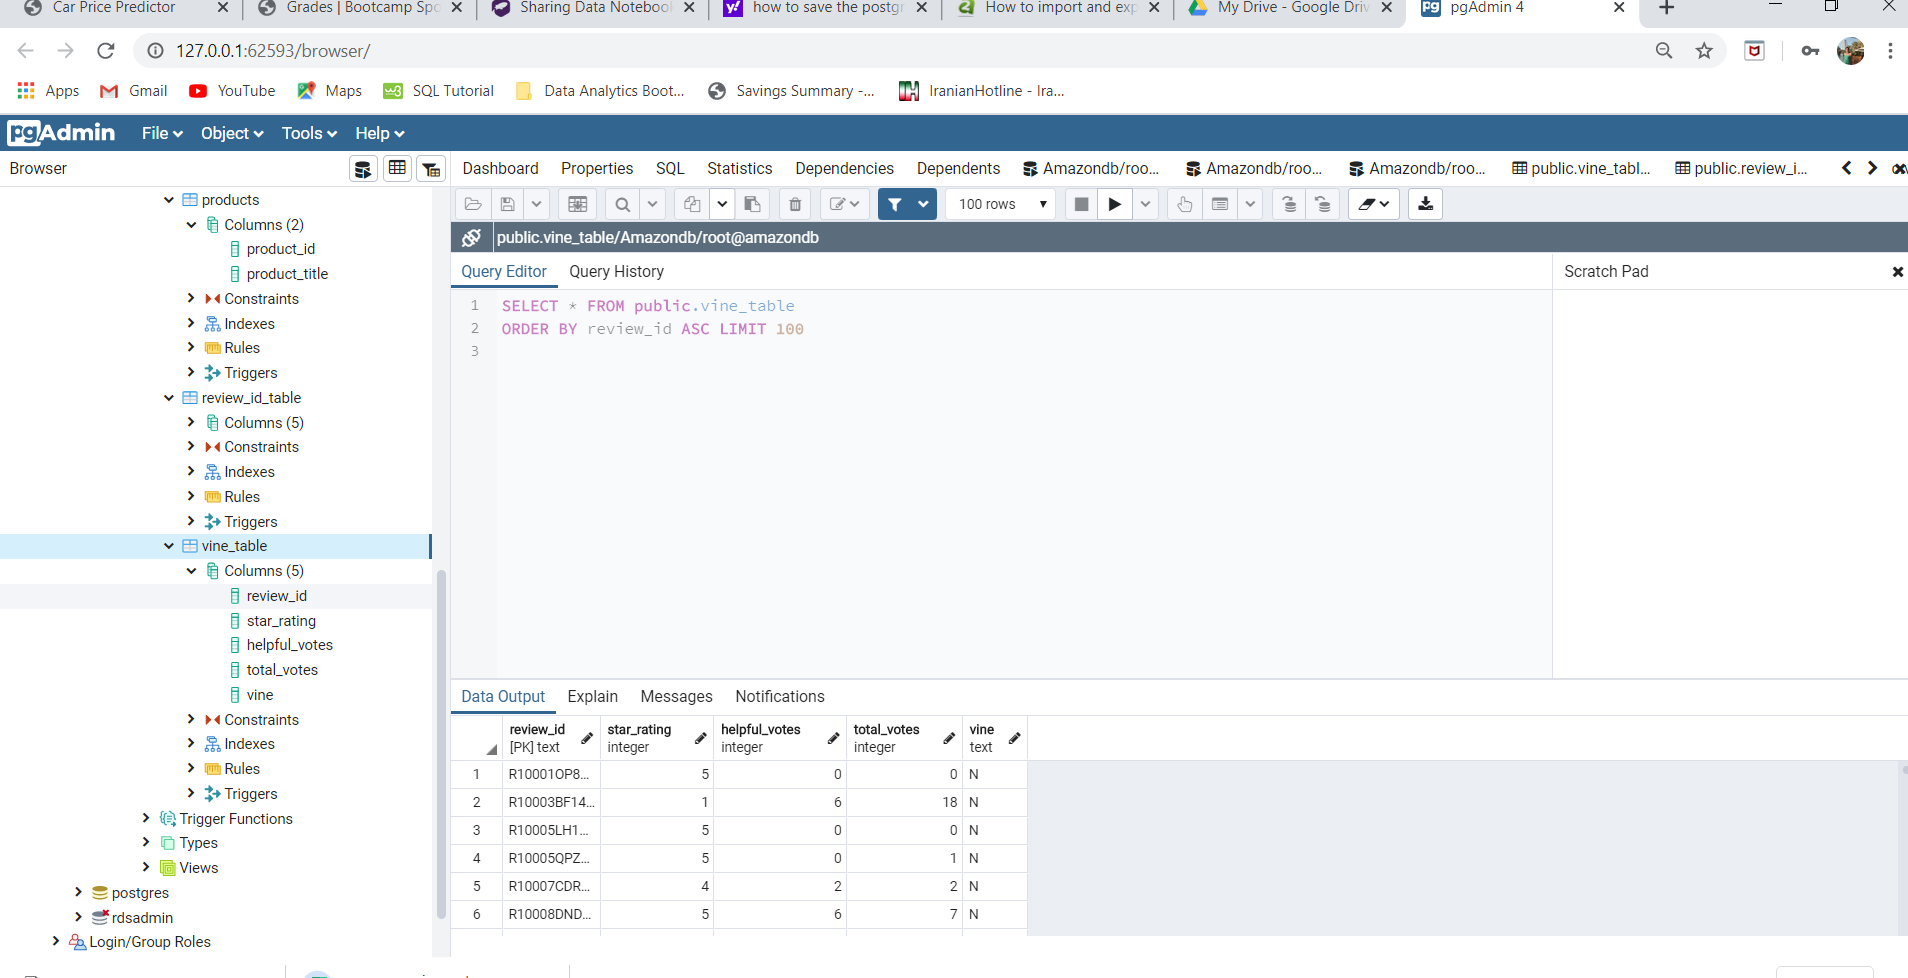 Car Price Predictor
Grades | Bootcamp Spo
Sharing Data Noteboo
how to save the postgr
How to import and exp
My Drive - Google Driv
pgAdmin 4
127.0.0.1:62593/browser/
Apps
Gmail
YouTube
Maps
SQL Tutorial
Data Analytics Boot...
Savings Summary -...
IranianHotline - Ira...
pgAdmin
File
Object
Tools
Help
Browser
Dashboard
Properties
SQL
Statistics
Dependencies
Dependents
Amazondb/roo...
Amazondb/roo...
Amazondb/roo...
public.vine_tabl...
public.review_i...
products
Columns (2)
product_id
product_title
Constraints
Indexes
Rules
Triggers
review_id_table
Columns (5)
Constraints
Indexes
Rules
Triggers
vine_table
Columns (5)
review_id
star_rating
helpful_votes
total_votes
vine
Constraints
Indexes
Rules
Triggers
Trigger Functions
Types
Views
postgres
rdsadmin
Login/Group Roles
100 rows
public.vine_table/Amazondb/root@amazondb
Query Editor
Query History
Scratch Pad
1 SELECT * FROM public.vine_table
2 ORDER BY review_id ASC LIMIT 100
3
Data Output
Explain
Messages
Notifications
review_id [PK] text
star_rating integer
helpful_votes integer
total_votes integer
vine text
1 R10001OP8... 5 0 0 N
2 R10003BF14... 1 6 18 N
3 R10005LH1... 5 0 0 N
4 R10005QPZ... 5 0 1 N
5 R10007CDR... 4 2 2 N
6 R10008DND... 5 6 7 N